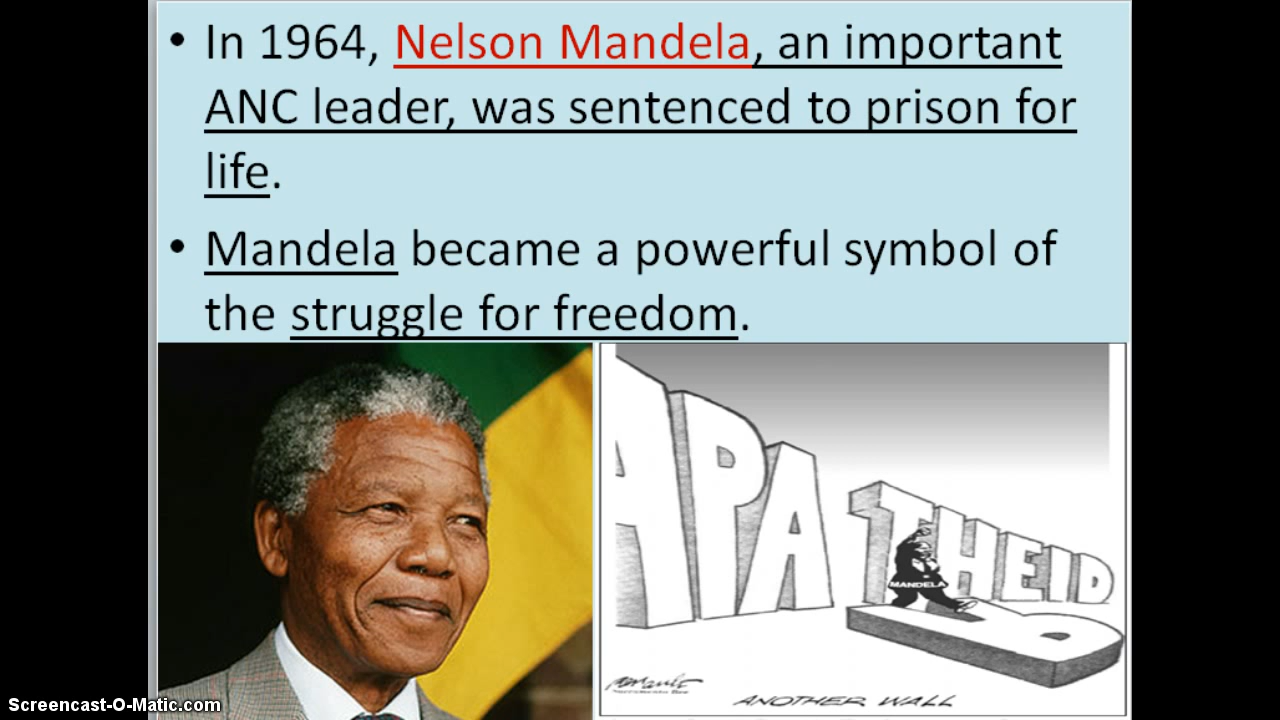 • In 1964, Nelson Mandela, an important
ANC leader, was sentenced to prison for
life.
• Mandela became a powerful symbol of
the struggle for freedom.
APARTHEID
MANDELA
ANOTHER WALL
Screencast-O-Matic.com